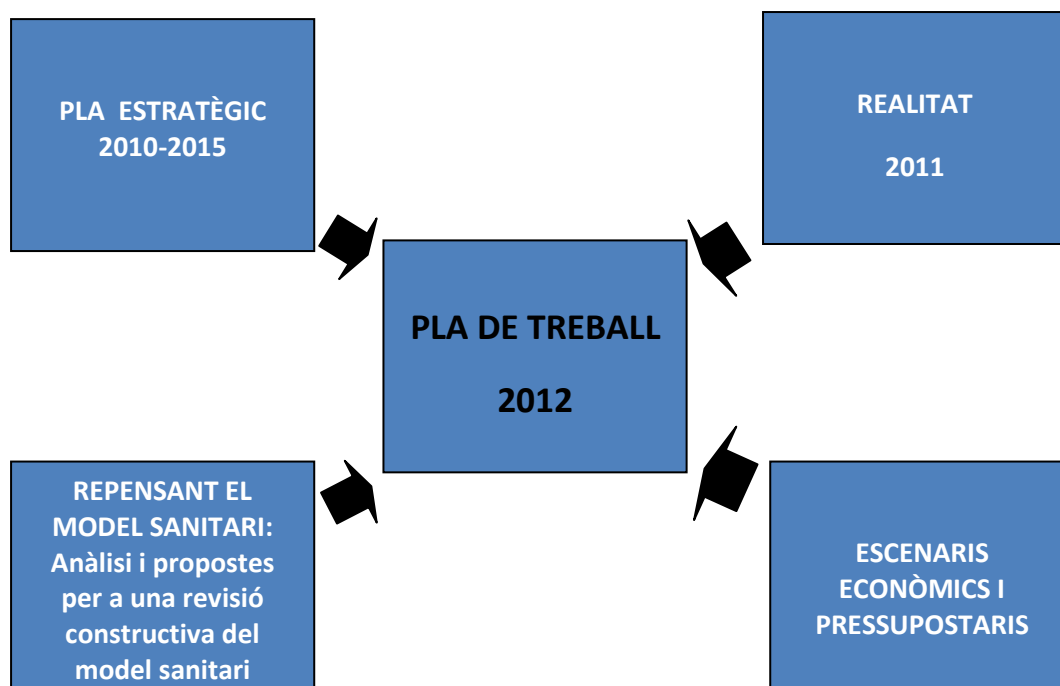 PLA ESTRATÈGIC
2010-2015
REALITAT
2011
PLA DE TREBALL
2012
REPENSANT EL
MODEL SANITARI:
Anàlisi i propostes
per a una revisió
constructiva del
model sanitari
ESCENARIS
ECONÒMICS I
PRESSUPOSTARIS